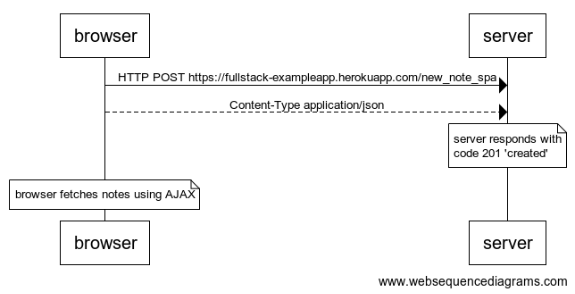 browser
server
HTTP POST https://fullstack-exampleapp.herokuapp.com/new_note_spa
Content-Type application/json
server responds with
code 201 'created'
browser fetches notes using AJAX
browser
server
www.websequencediagrams.com